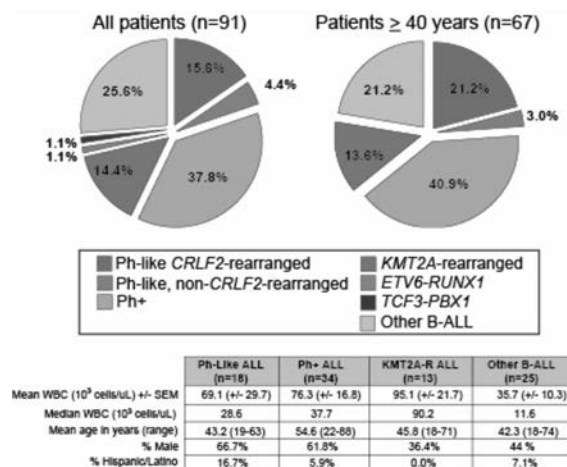 All patients (n=91)
Patients ≥ 40 years (n=67)
15.6%
4.4%
37.8%
14.4%
1.1%
1.1%
25.6%
21.2%
3.0%
40.9%
13.6%
21.2%
Ph-like CRLF2-rearranged
Ph-like, non-CRLF2-rearranged
Ph+
KMT2A-rearranged
ETV6-RUNX1
TCF3-PBX1
Other B-ALL
Ph-Like ALL (n=18) Ph+ ALL (n=34) KMT2A-R ALL (n=13) Other B-ALL (n=25)
Mean WBC (10³ cells/uL) +/- SEM 69.1 (+/- 29.7) 76.3 (+/- 16.8) 95.1 (+/- 21.7) 35.7 (+/- 10.3)
Median WBC (10³ cells/uL) 28.6 37.7 90.2 11.6
Mean age in years (range) 43.2 (19-63) 54.6 (22-88) 45.8 (18-71) 42.3 (18-74)
% Male 66.7% 61.8% 36.4% 44 %
% Hispanic/Latino 16.7% 5.9% 0.0% 7.1%